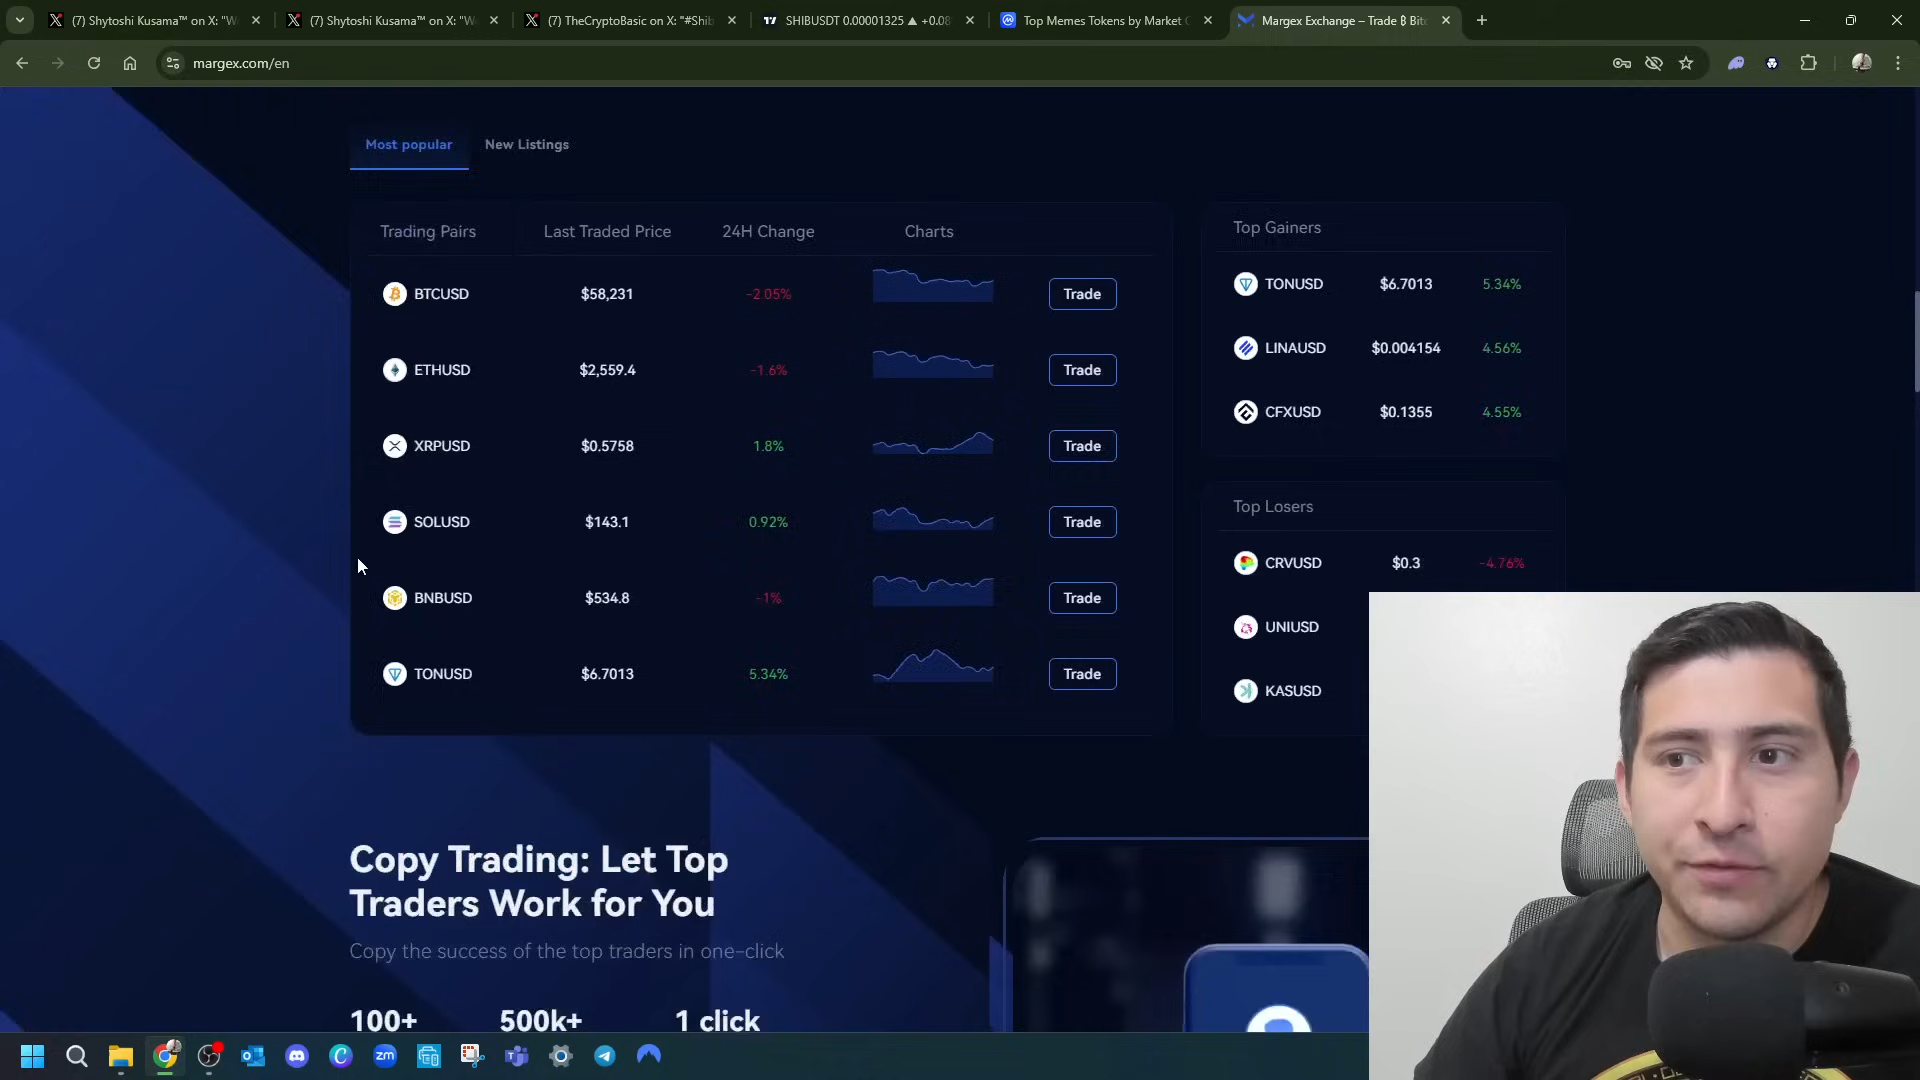 (7) Shytoshi Kusama™ on X: "W
(7) Shytoshi Kusama™ on X: "W
(7) TheCryptoBasic on X: "#Shib
SHIBUSDT 0.00001325 ▲ +0.08
Top Memes Tokens by Market C
Margex Exchange – Trade ₿ Bit
margex.com/en
Most popular
New Listings
Trading Pairs
Last Traded Price
24H Change
Charts
BTCUSD $58,231 -2.05% Trade
ETHUSD $2,559.4 -1.6% Trade
XRPUSD $0.5758 1.8% Trade
SOLUSD $143.1 0.92% Trade
BNBUSD $534.8 -1% Trade
TONUSD $6.7013 5.34% Trade
Top Gainers
TONUSD $6.7013 5.34%
LINAUSD $0.004154 4.56%
CFXUSD $0.1355 4.55%
Top Losers
CRVUSD $0.3 -4.76%
UNIUSD
KASUSD
Copy Trading: Let Top
Traders Work for You
Copy the success of the top traders in one-click
100+ 500k+ 1 click
zm